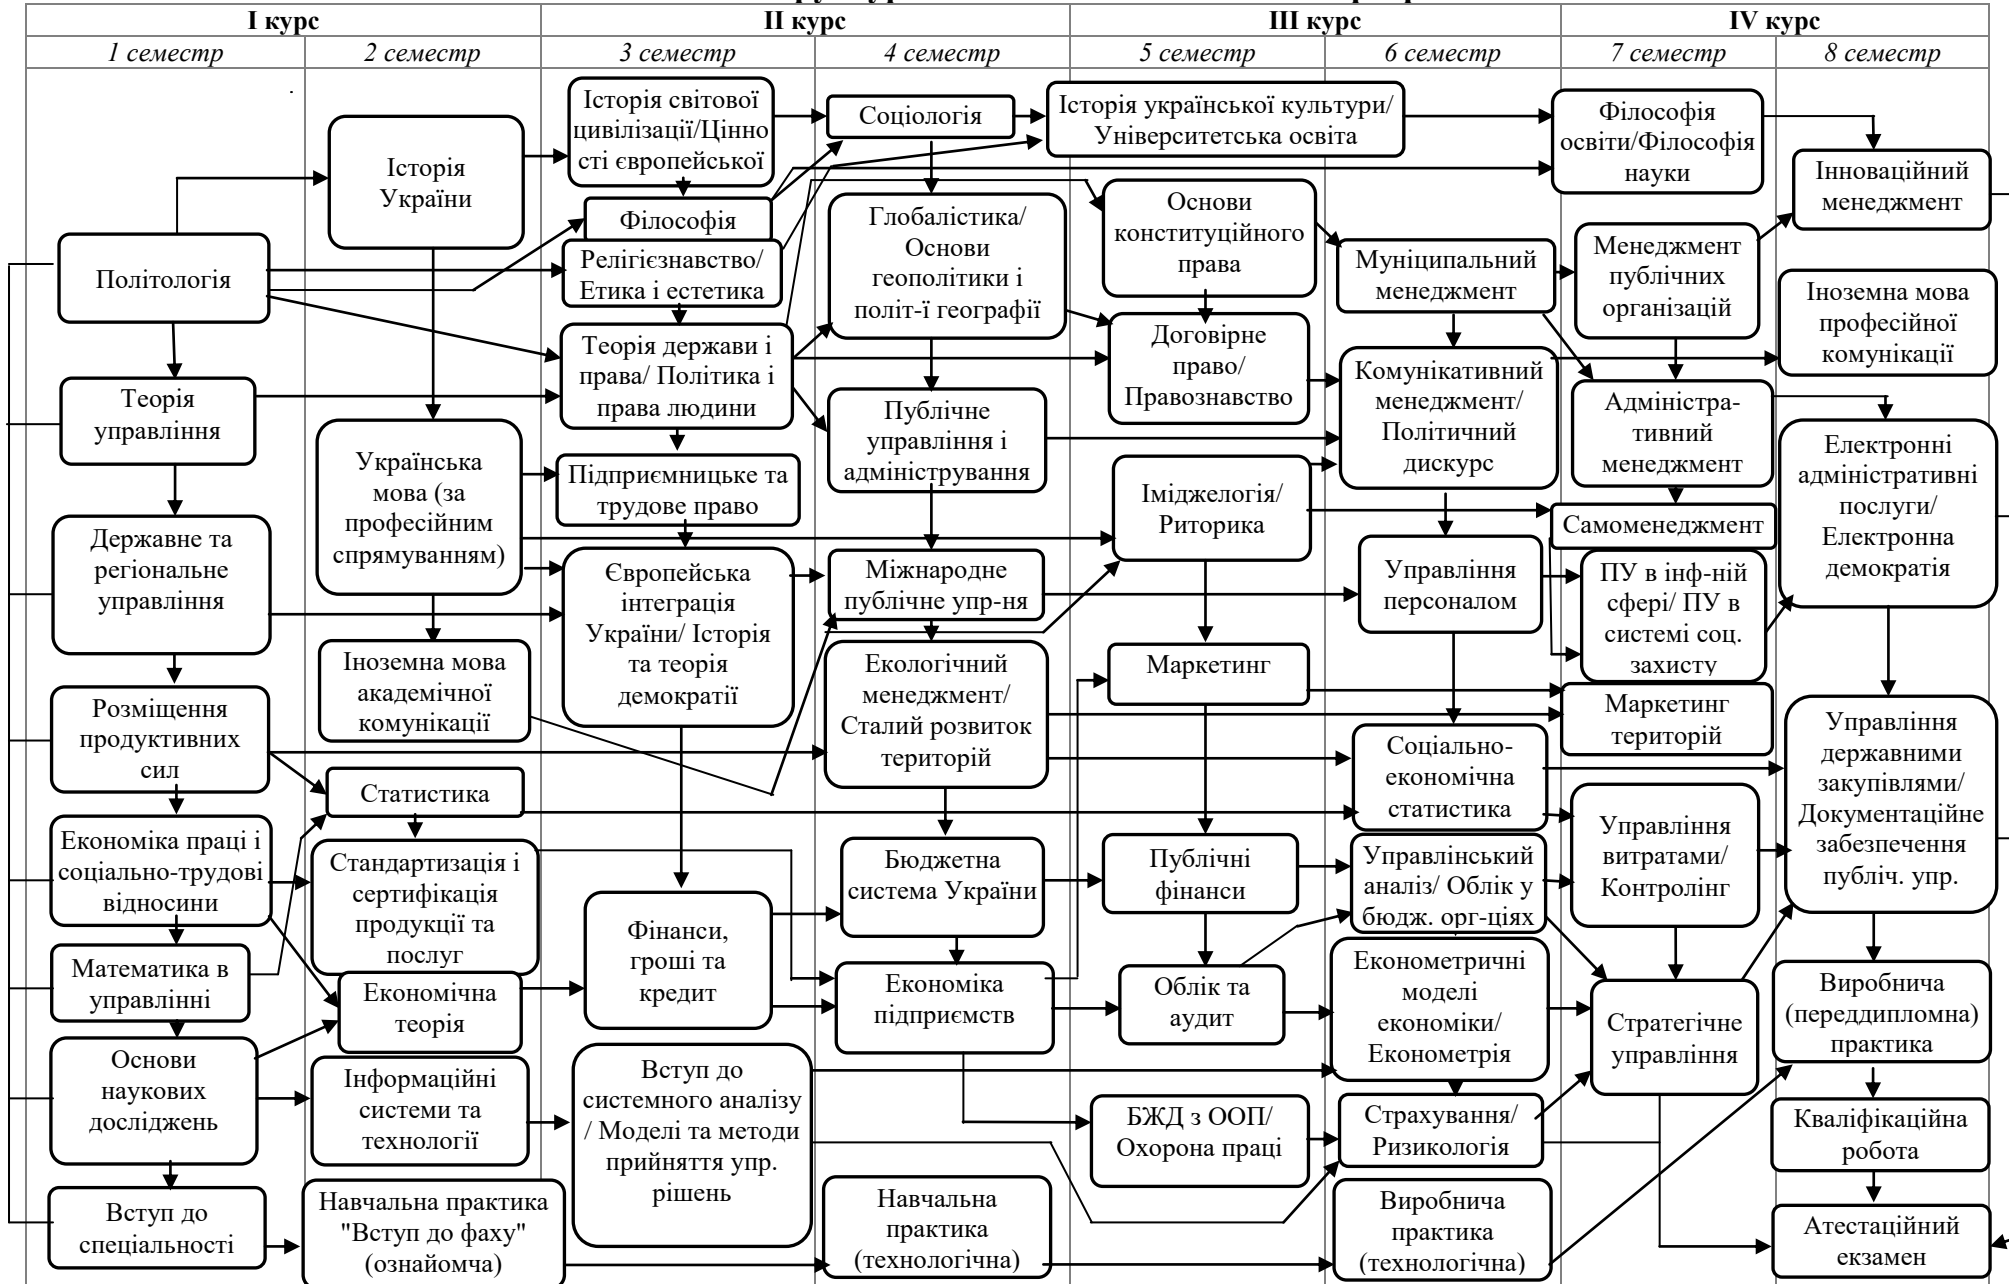 I курс
II курс
III курс
IV курс
1 семестр
2 семестр
3 семестр
4 семестр
5 семестр
6 семестр
7 семестр
8 семестр
Політологія
Теорія
управління
Державне та
регіональне
управління
Розміщення
продуктивних
сил
Економіка праці і
соціально-трудові
відносини
Математика в
управлінні
Основи
наукових
досліджень
Вступ до
спеціальності
Історія
України
Українська
мова (за
професійним
спрямуванням)
Іноземна мова
академічної
комунікації
Статистика
Стандартизація і
сертифікація
продукції та
послуг
Економічна
теорія
Інформаційні
системи та
технології
Навчальна практика
"Вступ до фаху"
(ознайомча)
Історія світової
цивілізації/Цінно
сті європейської
Філософія
Релігієзнавство/
Етика і естетика
Теорія держави і
права/ Політика і
права людини
Підприємницьке та
трудове право
Європейська
інтеграція
України/ Історія
та теорія
демократії
Фінанси,
гроші та
кредит
Вступ до
системного аналізу
/ Моделі та методи
прийняття упр.
рішень
Соціологія
Глобалістика/
Основи
геополітики і
політ-ї географії
Публічне
управління і
адміністрування
Міжнародне
публічне упр-ня
Екологічний
менеджмент/
Сталий розвиток
територій
Бюджетна
система України
Економіка
підприємств
Навчальна
практика
(технологічна)
Історія української культури/
Університетська освіта
Основи
конституційного
права
Договірне
право/
Правознавство
Іміджелогія/
Риторика
Маркетинг
Публічні
фінанси
Облік та
аудит
БЖД з ООП/
Охорона праці
Муніципальний
менеджмент
Комунікативний
менеджмент/
Політичний
дискурс
Управління
персоналом
Соціально-
економічна
статистика
Управлінський
аналіз/ Облік у
бюдж. орг-ціях
Економетричні
моделі
економіки/
Економетрія
Страхування/
Ризикологія
Виробнича
практика
(технологічна)
Філософія
освіти/Філософія
науки
Менеджмент
публічних
організацій
Адміністра-
тивний
менеджмент
Самоменеджмент
ПУ в інф-ній
сфері/ ПУ в
системі соц.
захисту
Маркетинг
територій
Управління
витратами/
Контролінг
Стратегічне
управління
Інноваційний
менеджмент
Іноземна мова
професійної
комунікації
Електронні
адміністративні
послуги/
Електронна
демократія
Управління
державними
закупівлями/
Документаційне
забезпечення
публіч. упр.
Виробнича
(переддипломна)
практика
Кваліфікаційна
робота
Атестаційний
екзамен